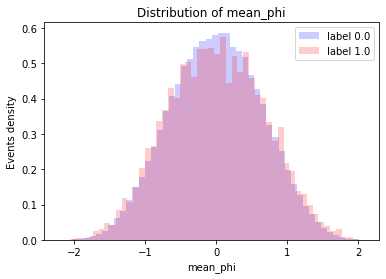 Distribution of mean_phi
label 0.0
label 1.0
Events density
0.6
0.5
0.4
0.3
0.2
0.1
0.0
−2
−1
0
1
2
mean_phi